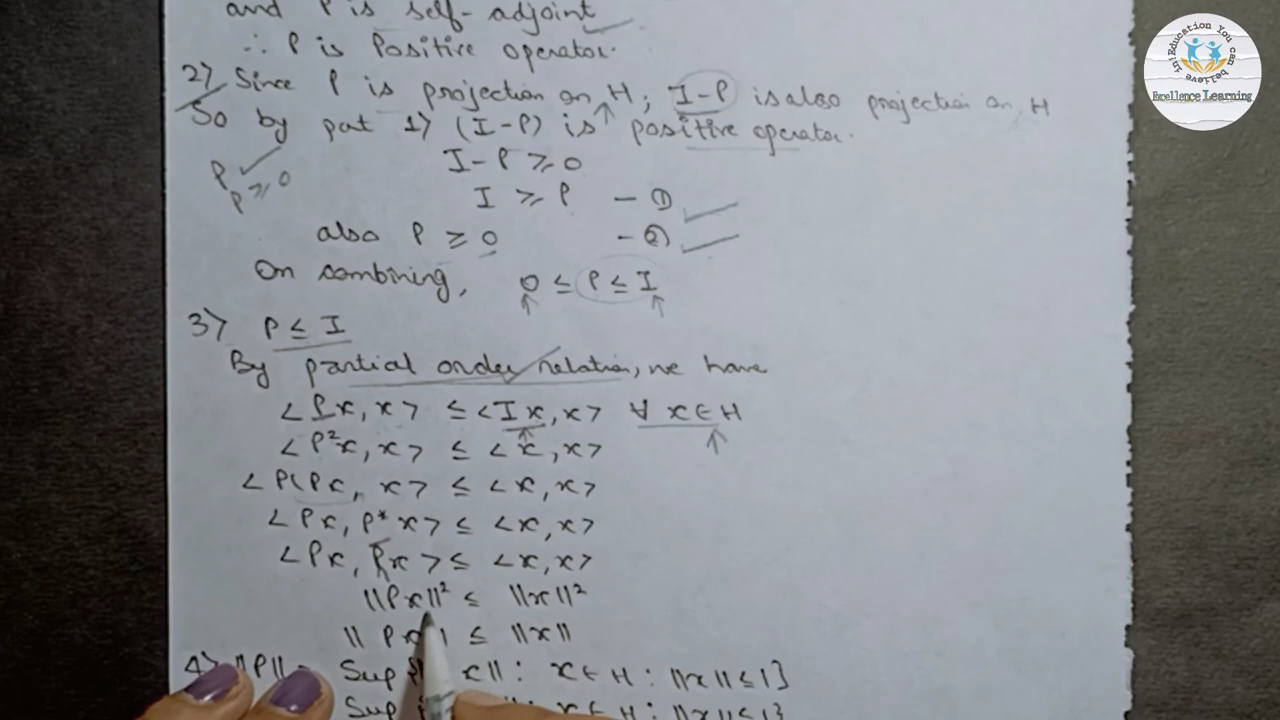 and P is self-adjoint
∴ P is Positive operator.
2) Since P is projection on H; I-P is also projection on H
So by part 1) (I-P) is positive operator.
P
P ≥ 0
I-P ≥ 0
I ≥ P - ①
also P ≥ 0 - ②
On combining, 0 ≤ P ≤ I
3) P ≤ I
By partial order relation, we have
<Px, x> ≤ <Ix, x> ∀ x ∈ H
<P²x, x> ≤ <x, x>
<P(Px, x> ≤ <x, x>
<Px, P* x> ≤ <x, x>
<Px, Px> ≤ <x, x>
||Px||² ≤ ||x||²
|| Px || ≤ ||x||
4) ||P|| = Sup x|| : x ∈ H : ||x|| ≤ 1}
Sup : x ∈ H : ||x|| ≤ 1}
Education You can believe in!
Excellence Learning